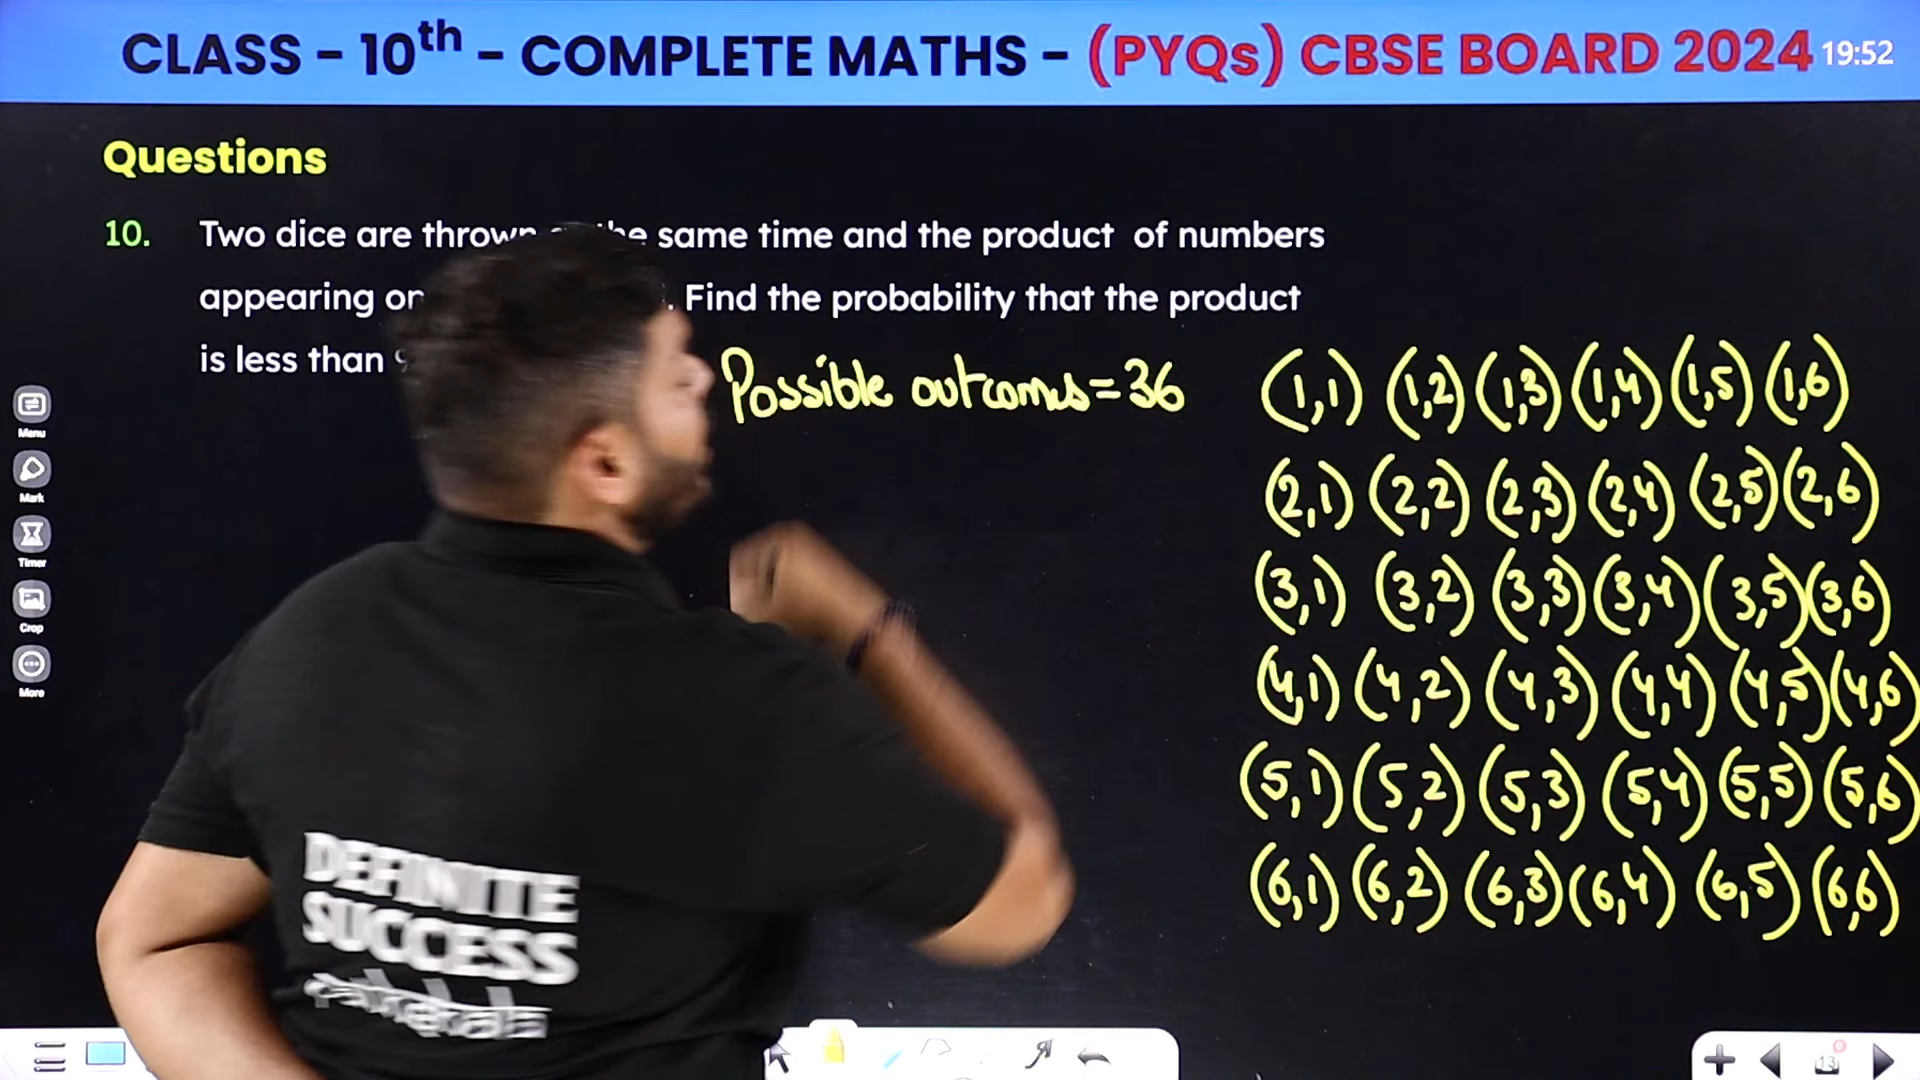 CLASS - 10th - COMPLETE MATHS - (PYQs) CBSE BOARD 2024 19:52
Questions
10. Two dice are thrown the same time and the product of numbers
appearing on . Find the probability that the product
is less than
Possible outcomes = 36
(1,1) (1,2) (1,3) (1,4) (1,5) (1,6)
(2,1) (2,2) (2,3) (2,4) (2,5) (2,6)
(3,1) (3,2) (3,3) (3,4) (3,5) (3,6)
(4,1) (4,2) (4,3) (4,4) (4,5) (4,6)
(5,1) (5,2) (5,3) (5,4) (5,5) (5,6)
(6,1) (6,2) (6,3) (6,4) (6,5) (6,6)
Menu
Mark
Timer
Crop
More
DEFINITE
SUCCESS
13